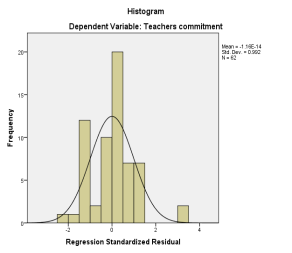 Histogram
Dependent Variable: Teachers commitment
Mean = -1.16E-14
Std. Dev. = 0.992
N = 62
Frequency
20
15
10
5
0
-2
0
2
4
Regression Standardized Residual